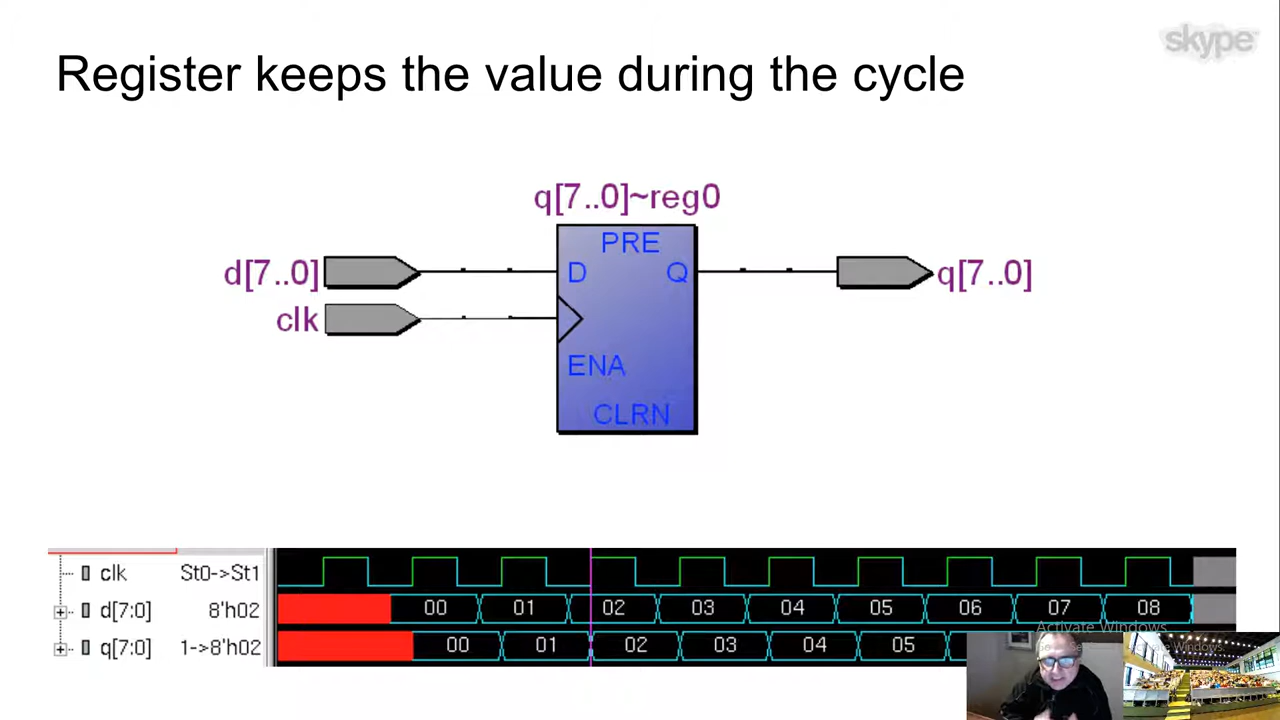 skype
Register keeps the value during the cycle
q[7..0]~reg0
PRE
d[7..0]
D
Q
q[7..0]
clk
ENA
CLRN
clk St0->St1
d[7:0] 8'h02 00 01 02 03 04 05 06 07 08
q[7:0] 1->8'h02 00 01 02 03 04 05
Activate Windows